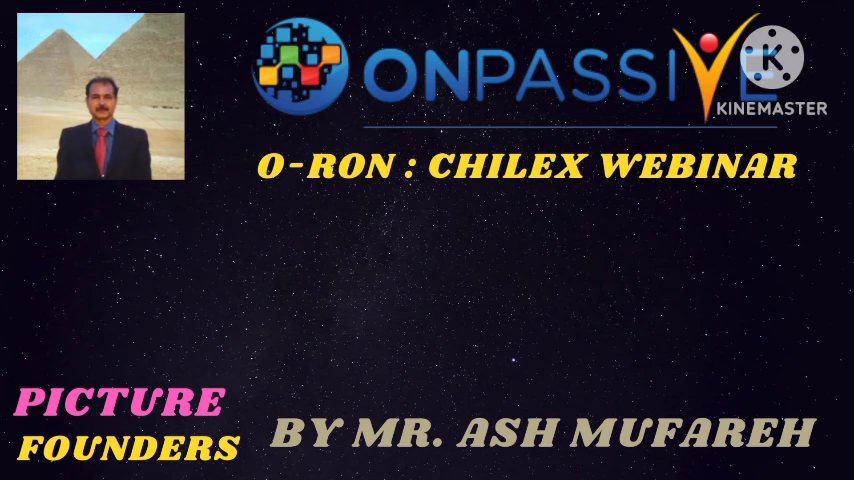 ONPASSIVE
KINEMASTER
O-RON : CHILEX WEBINAR
PICTURE
FOUNDERS
BY MR. ASH MUFAREH